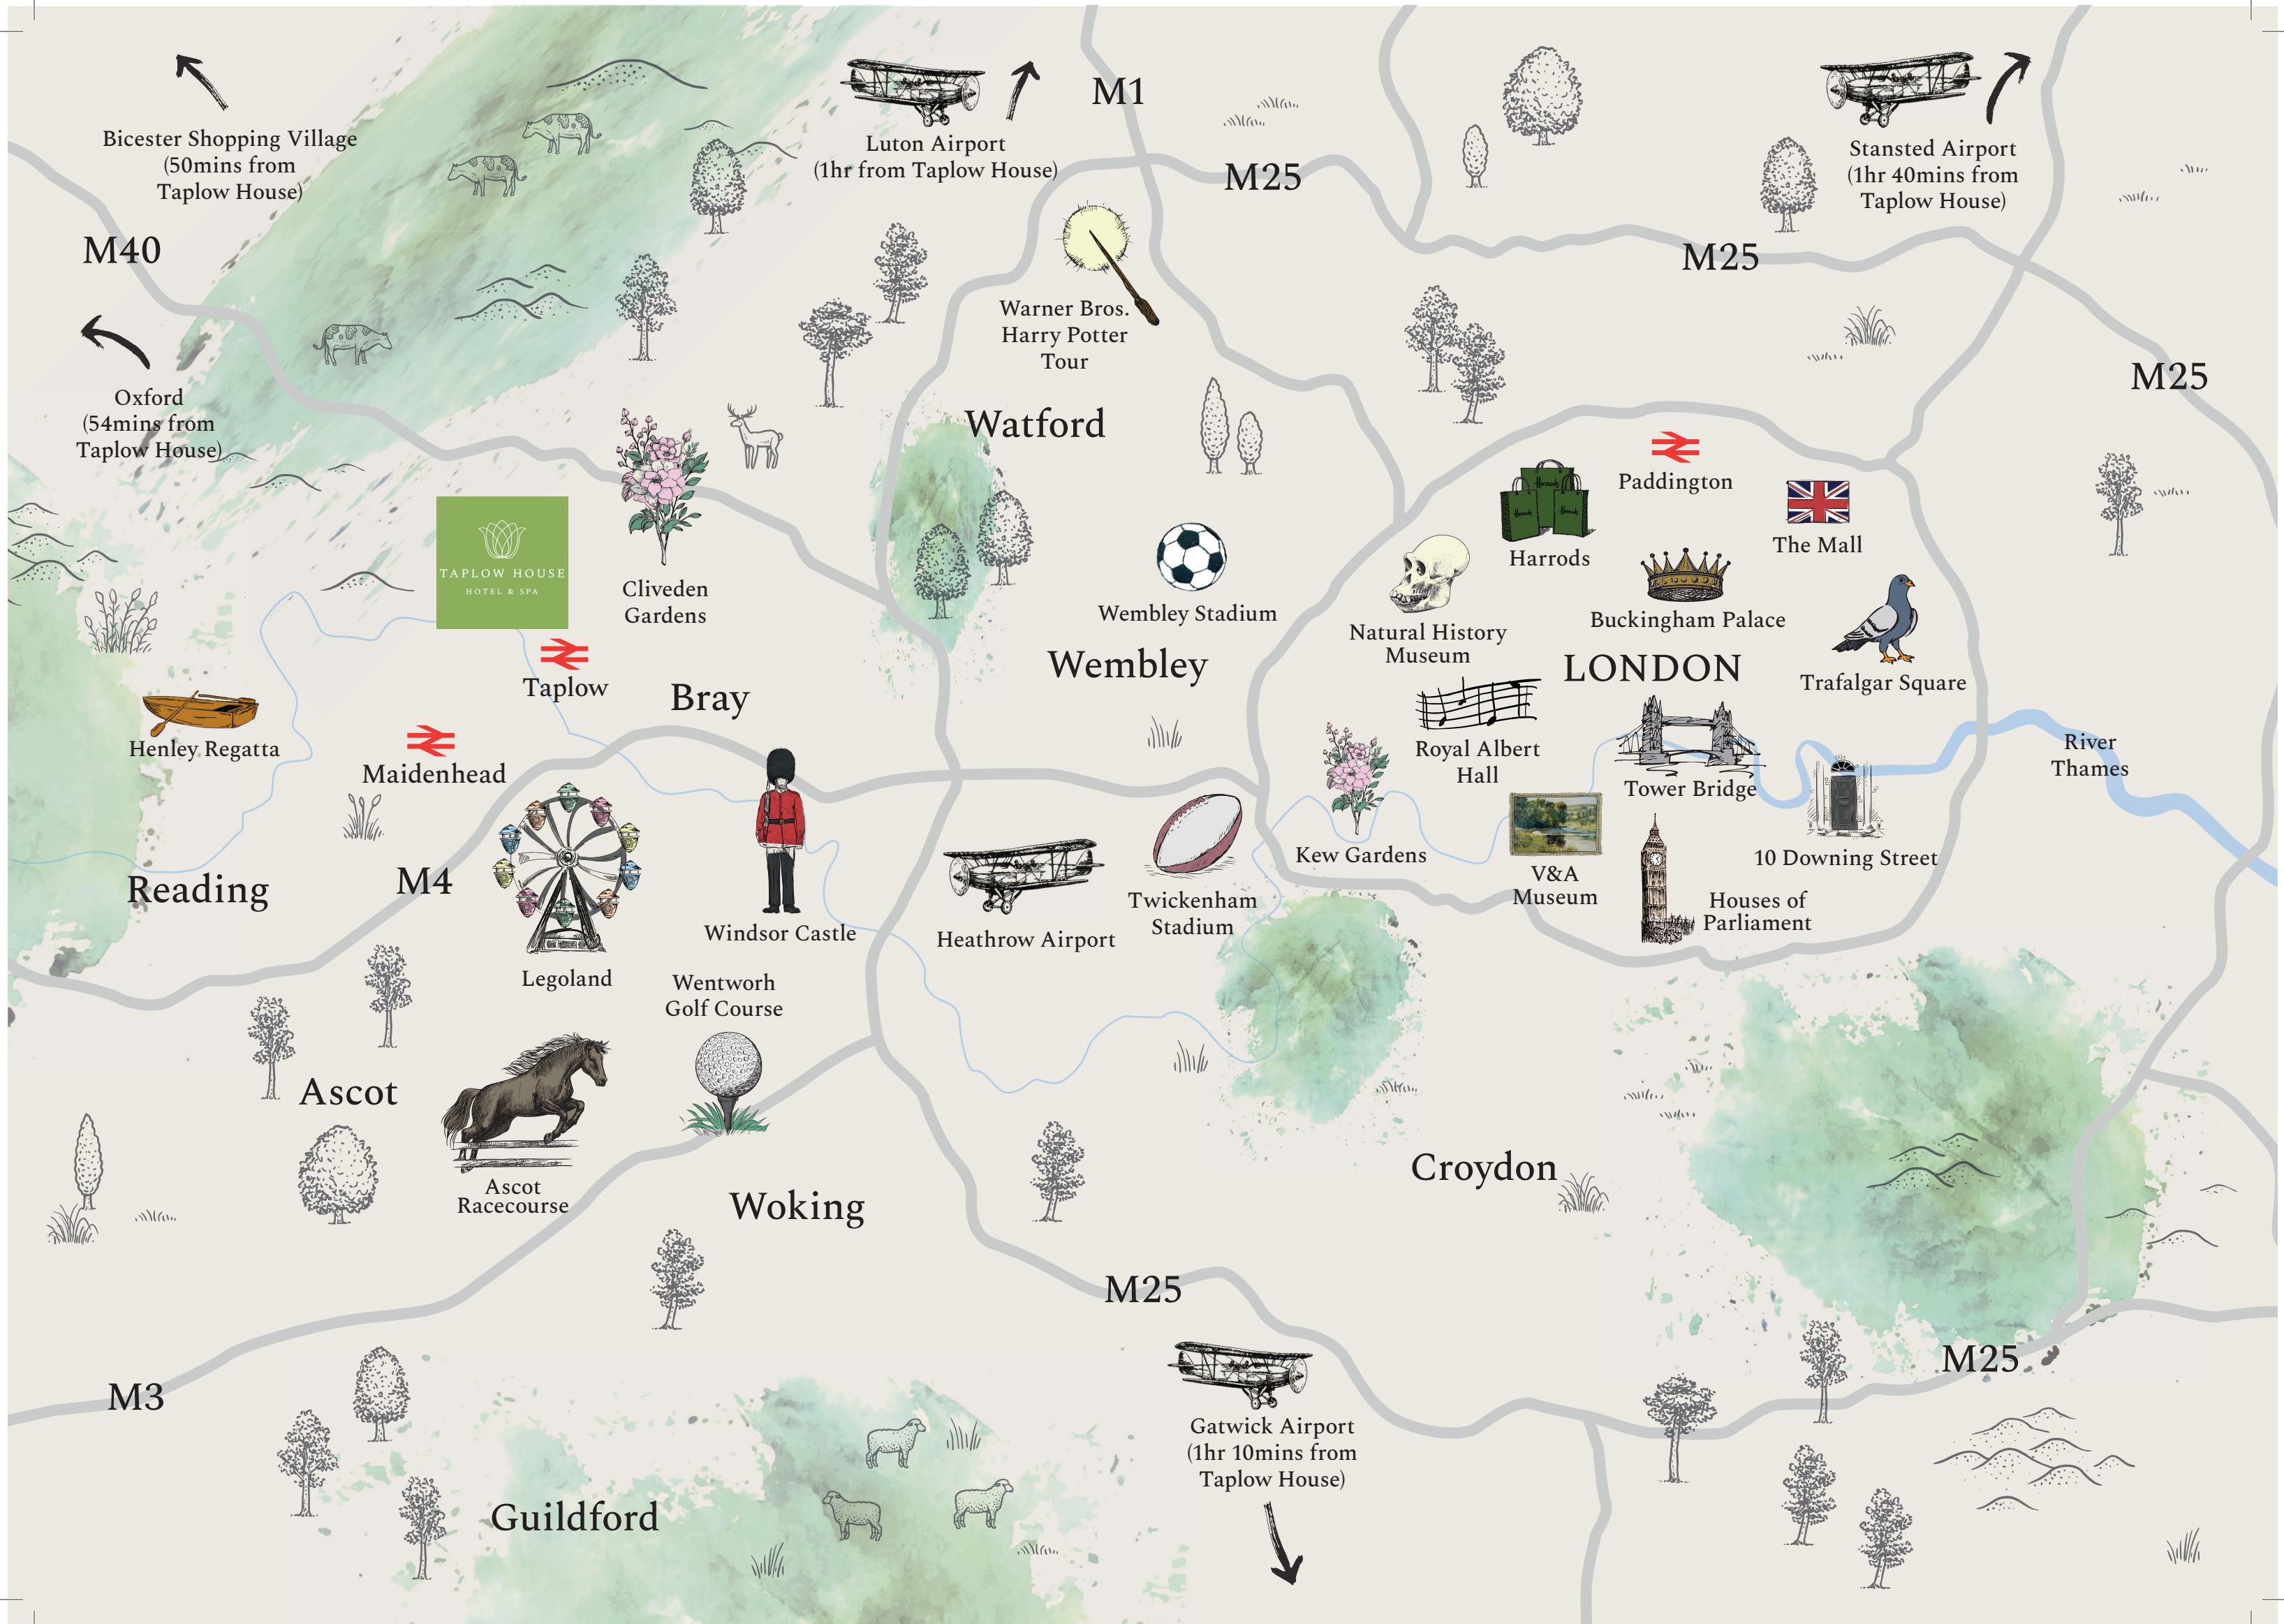 Bicester Shopping Village
(50mins from
Taplow House)
Luton Airport
(1hr from Taplow House)
M1
M25
Stansted Airport
(1hr 40mins from
Taplow House)
M40
M25
Oxford
(54mins from
Taplow House)
Warner Bros.
Harry Potter
Tour
M25
Watford
TAPLOW HOUSE
HOTEL & SPA
Cliveden
Gardens
Wembley Stadium
Harrods
Harrods
Harrods
Harrods
Paddington
The Mall
Natural History
Museum
Buckingham Palace
Taplow
Bray
Wembley
LONDON
Trafalgar Square
Henley Regatta
Maidenhead
Royal Albert
Hall
Tower Bridge
River
Thames
Reading
M4
Legoland
Windsor Castle
Heathrow Airport
Twickenham
Stadium
Kew Gardens
V&A
Museum
10 Downing Street
Houses of
Parliament
Wentworh
Golf Course
Ascot
Ascot
Racecourse
Woking
Croydon
M25
M3
Gatwick Airport
(1hr 10mins from
Taplow House)
M25
Guildford